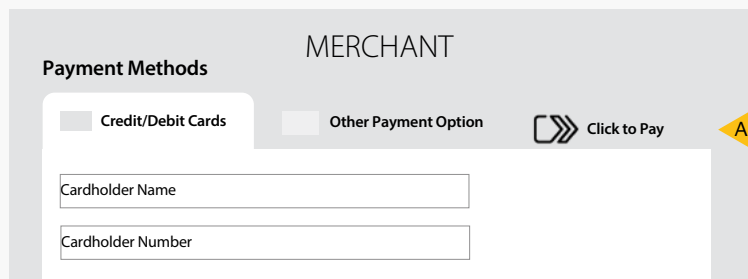 MERCHANT
Payment Methods
Credit/Debit Cards Other Payment Option Click to Pay A
Cardholder Name
Cardholder Number